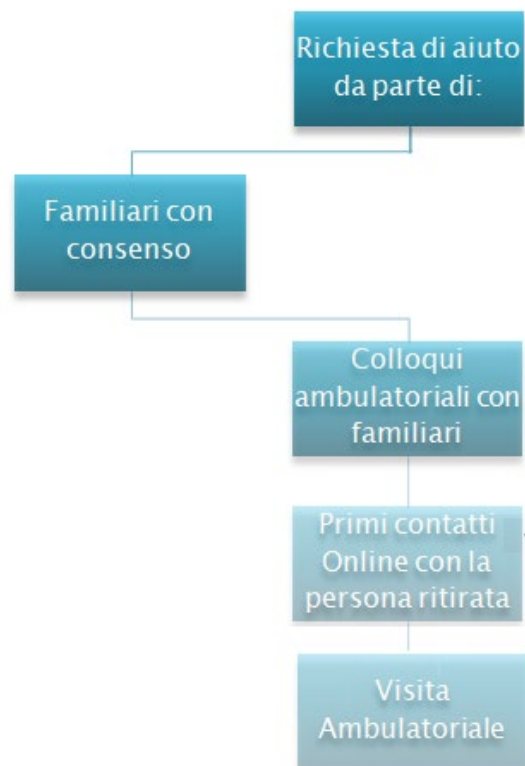 Richiesta di aiuto
da parte di:
Familiari con
consenso
Colloqui
ambulatoriali con
familiari
Primi contatti
Online con la
persona ritirata
Visita
Ambulatoriale